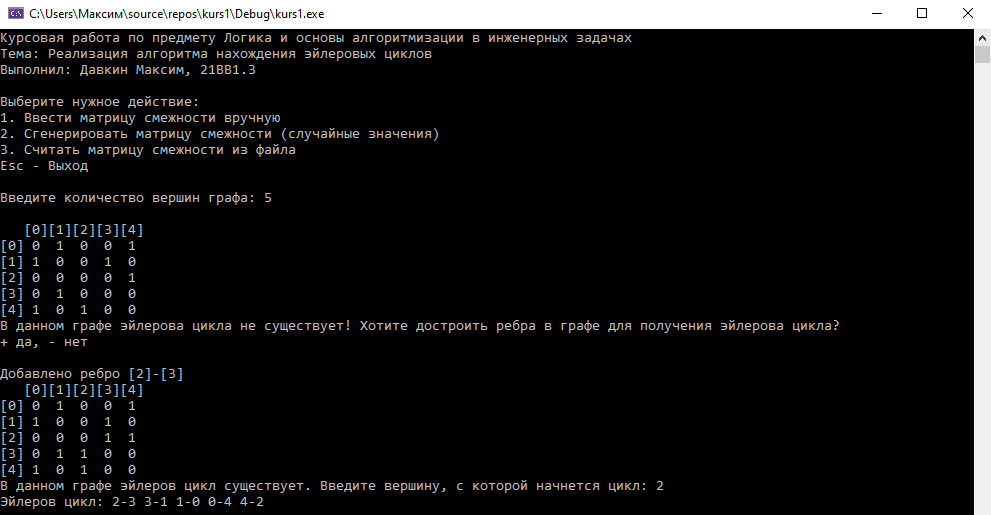 C:\Users\Максим\source\repos\kurs1\Debug\kurs1.exe
Курсовая работа по предмету Логика и основы алгоритмизации в инженерных задачах
Тема: Реализация алгоритма нахождения эйлеровых циклов
Выполнил: Давкин Максим, 21ВВ1.3
Выберите нужное действие:
1. Ввести матрицу смежности вручную
2. Сгенерировать матрицу смежности (случайные значения)
3. Считать матрицу смежности из файла
Esc - Выход
Введите количество вершин графа: 5
[0][1][2][3][4]
[0] 0 1 0 0 1
[1] 1 0 0 1 0
[2] 0 0 0 0 1
[3] 0 1 0 0 0
[4] 1 0 1 0 0
В данном графе эйлерова цикла не существует! Хотите достроить ребра в графе для получения эйлерова цикла?
+ да, - нет
Добавлено ребро [2]-[3]
[0][1][2][3][4]
[0] 0 1 0 0 1
[1] 1 0 0 1 0
[2] 0 0 0 1 1
[3] 0 1 1 0 0
[4] 1 0 1 0 0
В данном графе эйлеров цикл существует. Введите вершину, с которой начнется цикл: 2
Эйлеров цикл: 2-3 3-1 1-0 0-4 4-2